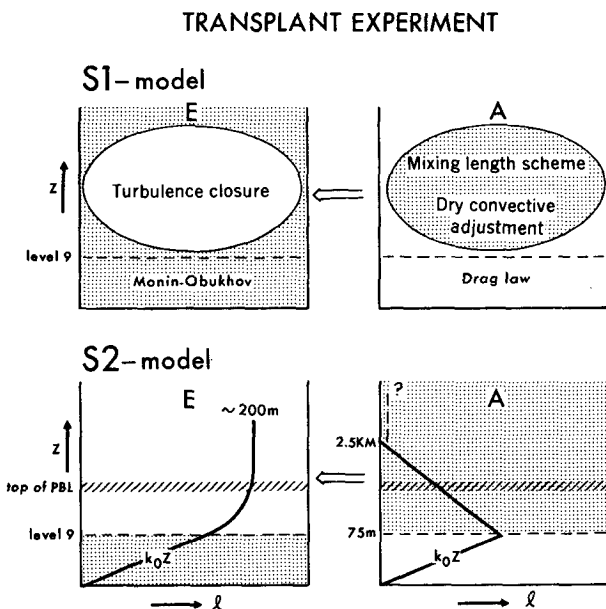 TRANSPLANT EXPERIMENT
S1-model
E
A
Z
Turbulence closure
Mixing length scheme
Dry convective
adjustment
level 9
Monin-Obukhov
Drag law
S2-model
E
A
~200m
?
Z
2.5KM
top of PBL
level 9
75m
k₀Z
k₀Z
ℓ
ℓ